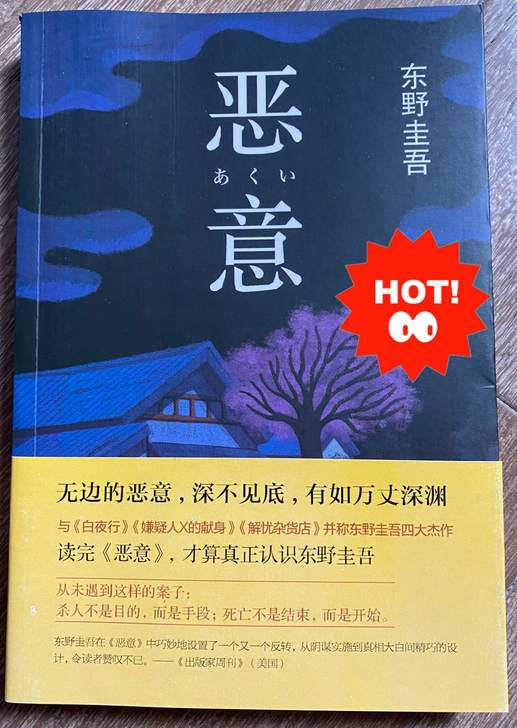 恶意
あくい
东野圭吾
HOT!
无边的恶意，深不见底，有如万丈深渊
与《白夜行》《嫌疑人X的献身》《解忧杂货店》并称东野圭吾四大杰作
读完《恶意》，才算真正认识东野圭吾
从未遇到这样的案子：
杀人不是目的，而是手段；死亡不是结束，而是开始。
东野圭吾在《恶意》中巧妙地设置了一个又一个反转，从阴谋实施到真相大白间精巧的设
计，令读者赞叹不已。——《出版家周刊》（美国）